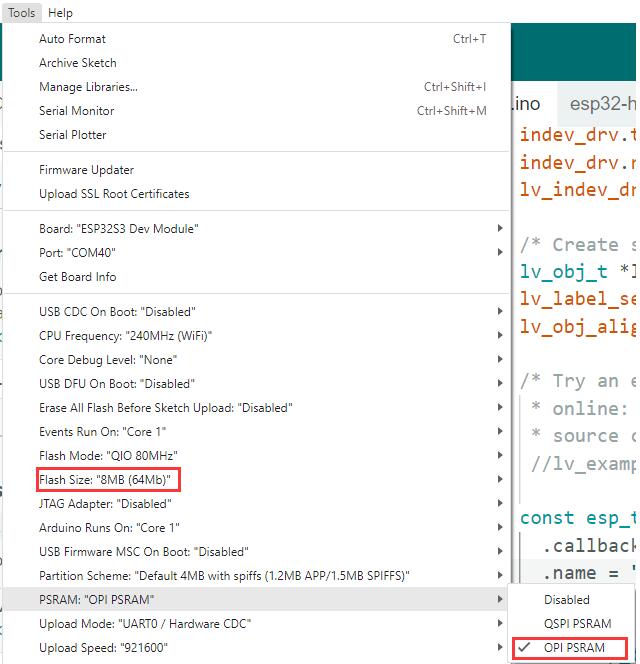 Tools Help
Auto Format Ctrl+T
Archive Sketch
Manage Libraries... Ctrl+Shift+I
Serial Monitor Ctrl+Shift+M
Serial Plotter
Firmware Updater
Upload SSL Root Certificates
Board: "ESP32S3 Dev Module"
Port: "COM40"
Get Board Info
USB CDC On Boot: "Disabled"
CPU Frequency: "240MHz (WiFi)"
Core Debug Level: "None"
USB DFU On Boot: "Disabled"
Erase All Flash Before Sketch Upload: "Disabled"
Events Run On: "Core 1"
Flash Mode: "QIO 80MHz"
Flash Size: "8MB (64Mb)"
JTAG Adapter: "Disabled"
Arduino Runs On: "Core 1"
USB Firmware MSC On Boot: "Disabled"
Partition Scheme: "Default 4MB with spiffs (1.2MB APP/1.5MB SPIFFS)"
PSRAM: "OPI PSRAM"
Upload Mode: "UART0 / Hardware CDC"
Upload Speed: "921600"
Disabled
QSPI PSRAM
OPI PSRAM
.ino esp32-h
indev_drv.t
indev_drv.r
lv_indev_dr
/* Create s
lv_obj_t *l
lv_label_se
lv_obj_alig
/* Try an e
* online:
* source c
//lv_examp
const esp_t
.callback
.name = "